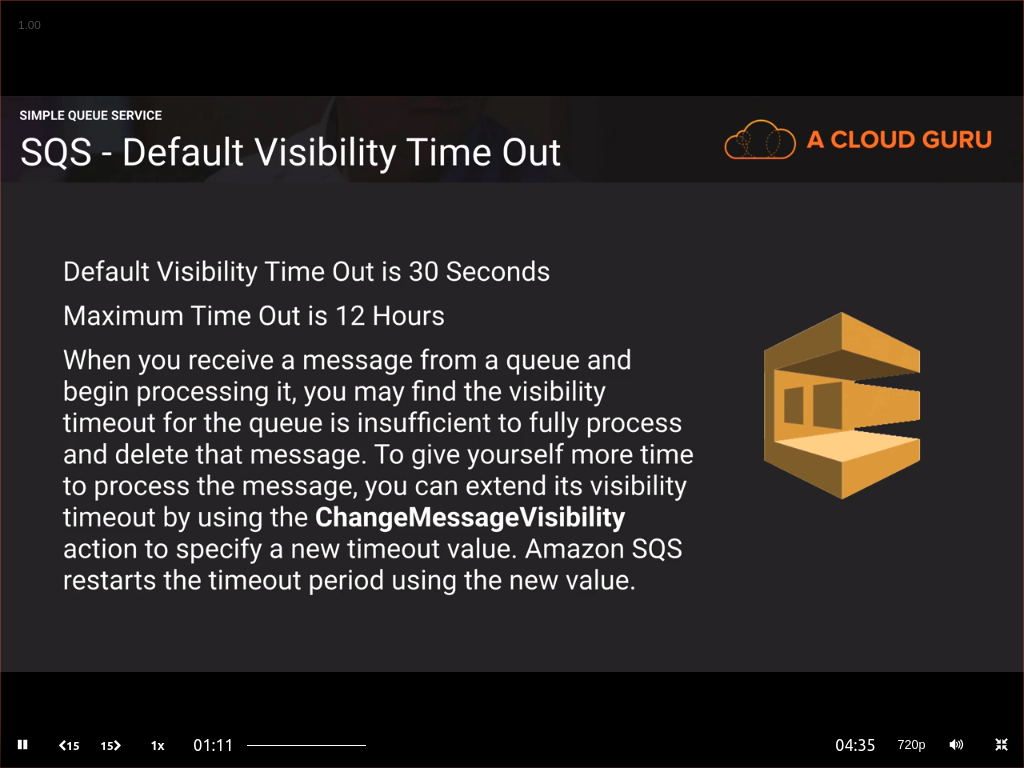 1.00
SIMPLE QUEUE SERVICE
SQS - Default Visibility Time Out
A CLOUD GURU
Default Visibility Time Out is 30 Seconds
Maximum Time Out is 12 Hours
When you receive a message from a queue and
begin processing it, you may find the visibility
timeout for the queue is insufficient to fully process
and delete that message. To give yourself more time
to process the message, you can extend its visibility
timeout by using the ChangeMessageVisibility
action to specify a new timeout value. Amazon SQS
restarts the timeout period using the new value.
15 15 1x 01:11 04:35 720p